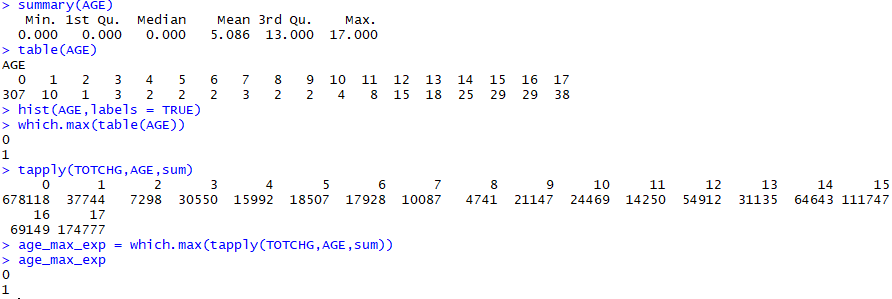 > summary(AGE)
Min. 1st Qu. Median Mean 3rd Qu. Max.
0.000 0.000 0.000 5.086 13.000 17.000
> table(AGE)
AGE
0 1 2 3 4 5 6 7 8 9 10 11 12 13 14 15 16 17
307 10 1 3 2 2 2 3 2 2 4 8 15 18 25 29 29 38
> hist(AGE,labels = TRUE)
> which.max(table(AGE))
0
1
> tapply(TOTCHG,AGE,sum)
0 1 2 3 4 5 6 7 8 9 10 11 12 13 14 15
678118 37744 7298 30550 15992 18507 17928 10087 4741 21147 24469 14250 54912 31135 64643 111747
16 17
69149 174777
> age_max_exp = which.max(tapply(TOTCHG,AGE,sum))
> age_max_exp
0
1